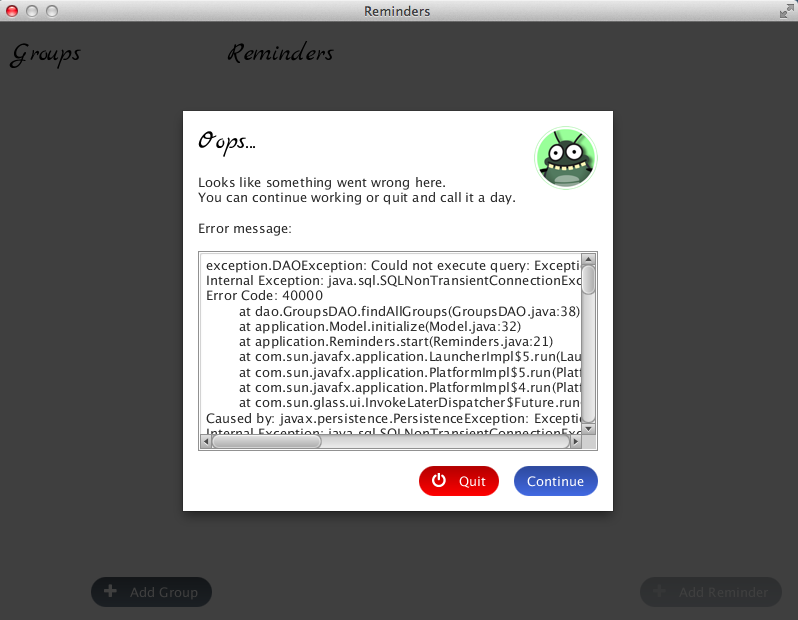 Reminders
Groups
Reminders
Oops...
Looks like something went wrong here.
You can continue working or quit and call it a day.
Error message:
exception.DAOException: Could not execute query: Excepti
Internal Exception: java.sql.SQLNonTransientConnectionExc
Error Code: 40000
at dao.GroupsDAO.findAllGroups(GroupsDAO.java:38)
at application.Model.initialize(Model.java:32)
at application.Reminders.start(Reminders.java:21)
at com.sun.javafx.application.LauncherImpl$5.run(Lau
at com.sun.javafx.application.PlatformImpl$5.run(Platf
at com.sun.javafx.application.PlatformImpl$4.run(Platf
at com.sun.glass.ui.InvokeLaterDispatcher$Future.run
Caused by: javax.persistence.PersistenceException: Excepti
Internal Exception: java.sql.SQLNonTransientConnectionExc
Quit
Continue
Add Group
Add Reminder